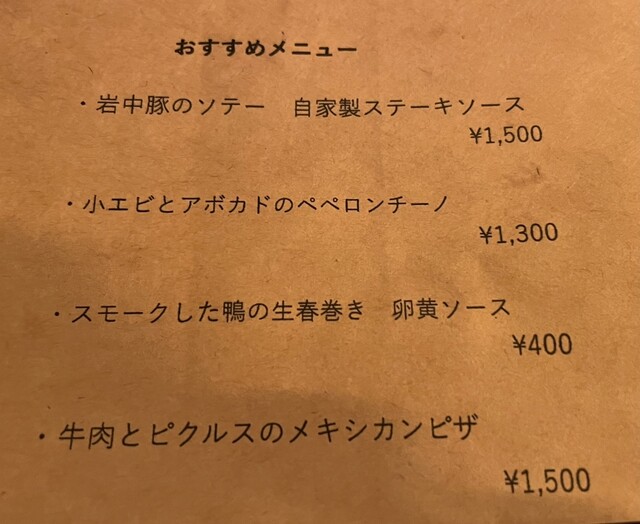 おすすめメニュー
・岩中豚のソテー　自家製ステーキソース
¥1,500
・小エビとアボカドのペペロンチーノ
¥1,300
・スモークした鴨の生春巻き　卵黄ソース
¥400
・牛肉とピクルスのメキシカンピザ
¥1,500